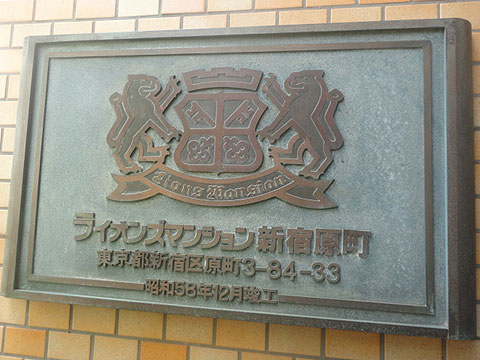 Lions Mansion
ライオンズマンション新宿原町
東京都新宿区原町3-84-33
昭和58年12月竣工